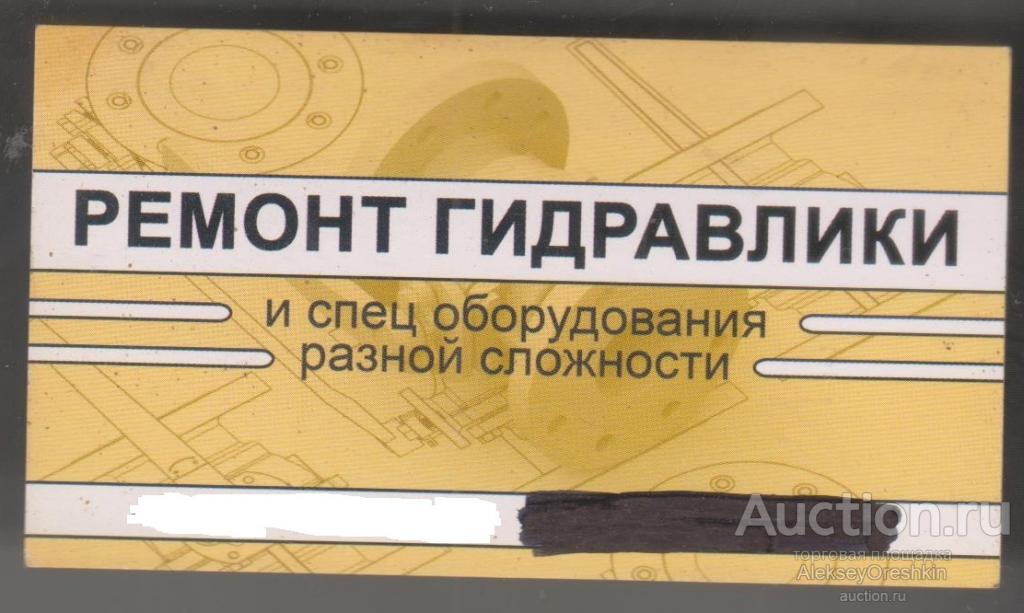 РЕМОНТ ГИДРАВЛИКИ
и спец оборудования
разной сложности
Auction.ru
торговая площадка
AlekseyOreshkin
auction.ru